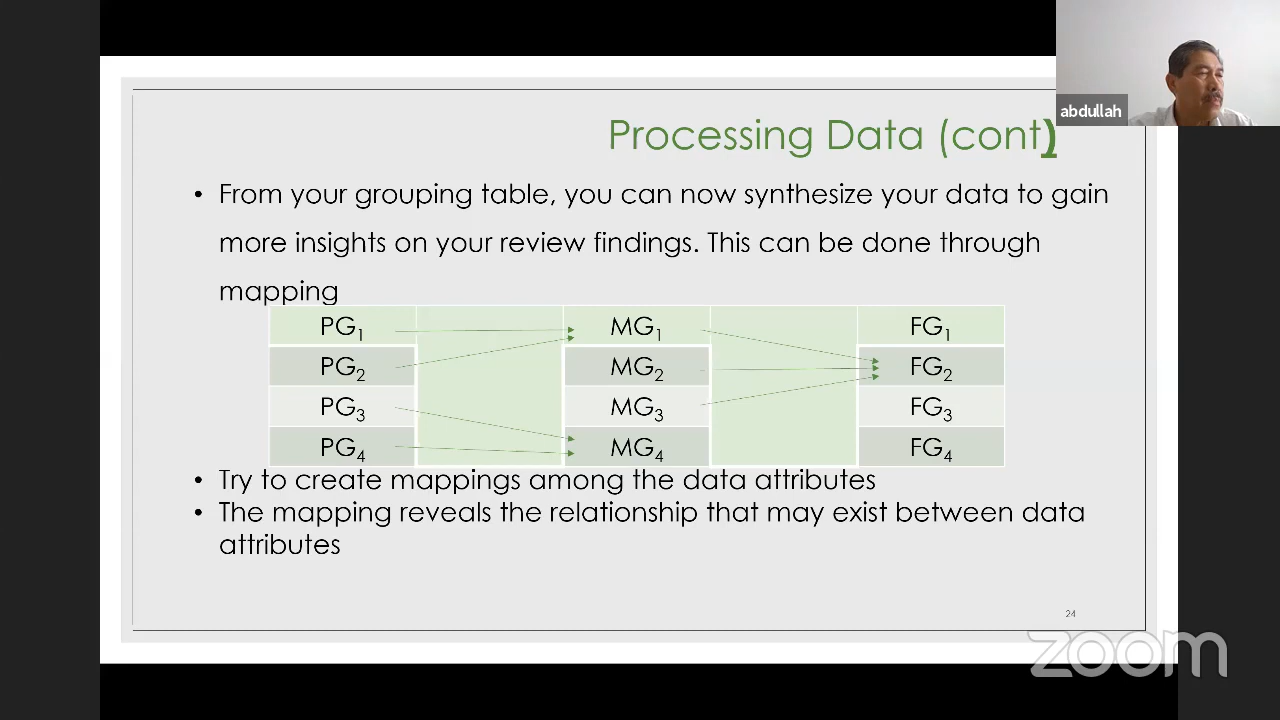 abdullah
Processing Data (cont)
• From your grouping table, you can now synthesize your data to gain
more insights on your review findings. This can be done through
mapping
PG1 MG1 FG1
PG2 MG2 FG2
PG3 MG3 FG3
PG4 MG4 FG4
• Try to create mappings among the data attributes
• The mapping reveals the relationship that may exist between data
attributes
24
zoom